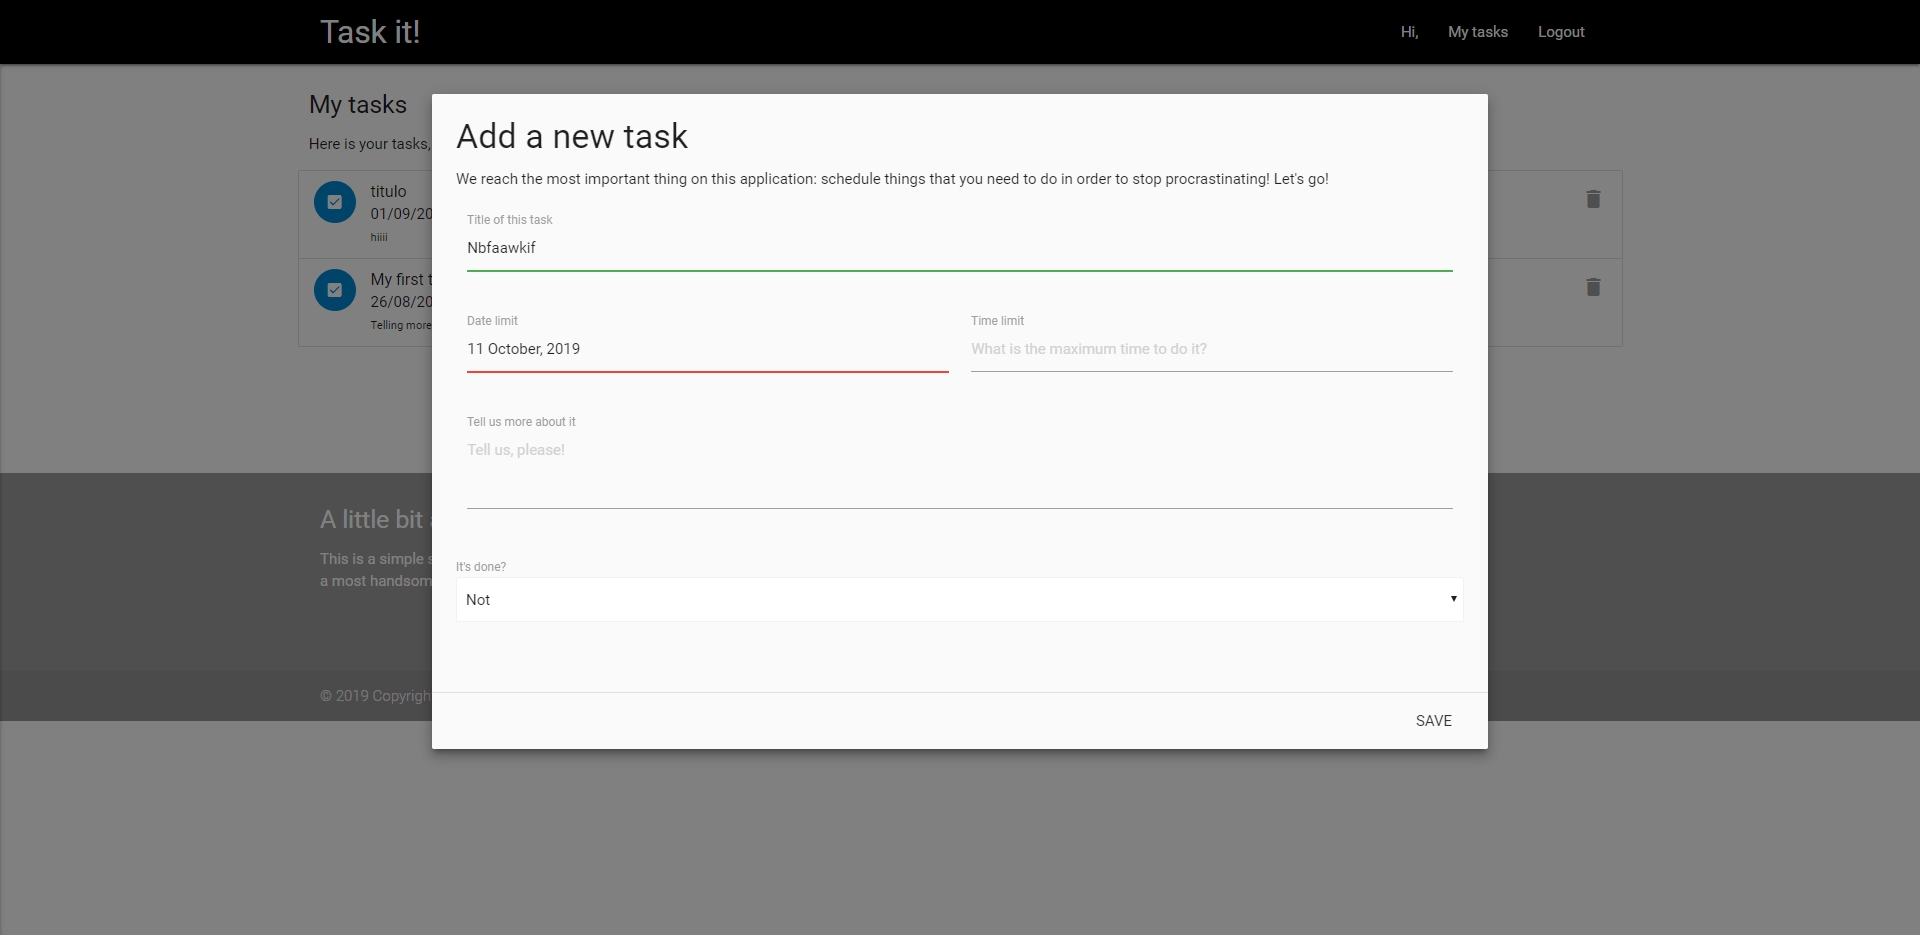 Task it!
Hi, My tasks Logout
My tasks
Here is your tasks,
Add a new task
We reach the most important thing on this application: schedule things that you need to do in order to stop procrastinating! Let's go!
titulo
01/09/20
hiiii
My first t
26/08/20
Telling more
Title of this task
Nbfaawkif
Date limit
11 October, 2019
Time limit
What is the maximum time to do it?
Tell us more about it
Tell us, please!
It's done?
Not
SAVE
A little bit
This is a simple s
a most handsom
© 2019 Copyrigh